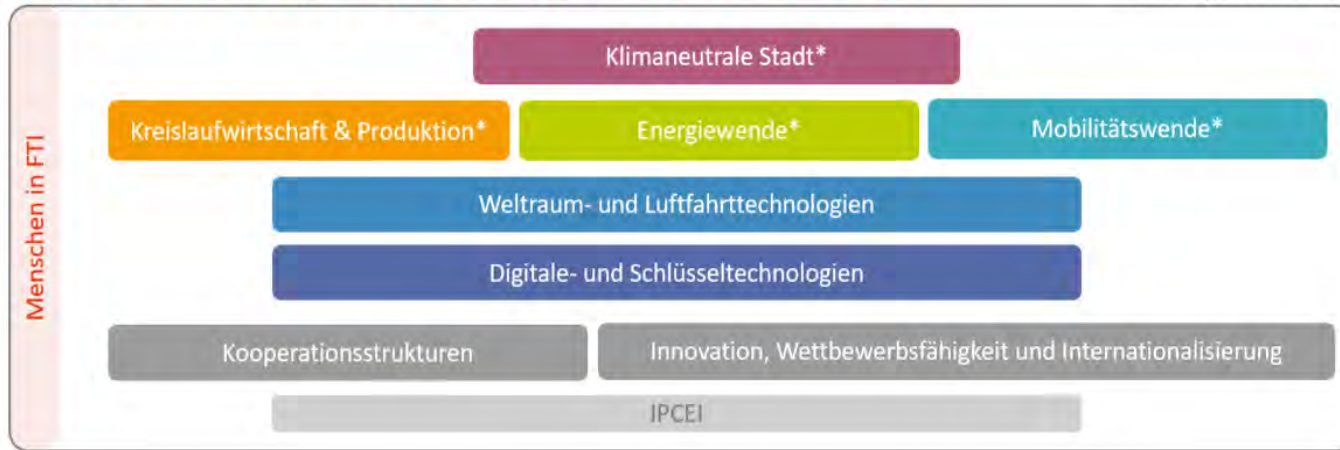 Menschen in FTI
Klimaneutrale Stadt*
Kreislaufwirtschaft & Produktion*
Energiewende*
Mobilitätswende*
Weltraum- und Luftfahrttechnologien
Digitale- und Schlüsseltechnologien
Kooperationsstrukturen
Innovation, Wettbewerbsfähigkeit und Internationalisierung
IPCEI